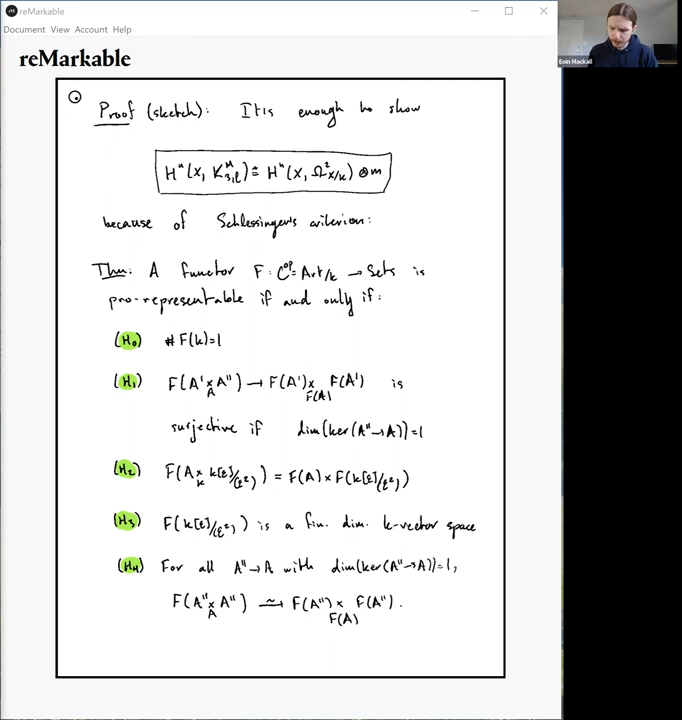 reMarkable
Document View Account Help
reMarkable
Eoin Mackall
Proof (sketch): It is enough to show
Hⁿ(X, K^M_{3,ℓ}) ≅ Hⁿ(X, Ω²_{X/k}) ⊗ m
because of Schlessinger's criterion:
Thm: A functor F: C^{op} = Art/k → Sets is
pro-representable if and only if:
(H₀) # F(k)=1
(H₁) F(A' ×_A A'') → F(A') ×_{F(A)} F(A') is
surjective if dim(ker(A''→A))=1
(H₂) F(A ×_k k[ε]/(ε²)) = F(A) × F(k[ε]/(ε²))
(H₃) F(k[ε]/(ε²)) is a fin. dim. k-vector space
(H₄) For all A''→A with dim(ker(A''→A))=1,
F(A'' ×_A A'') ⥲ F(A'') ×_{F(A)} F(A'').